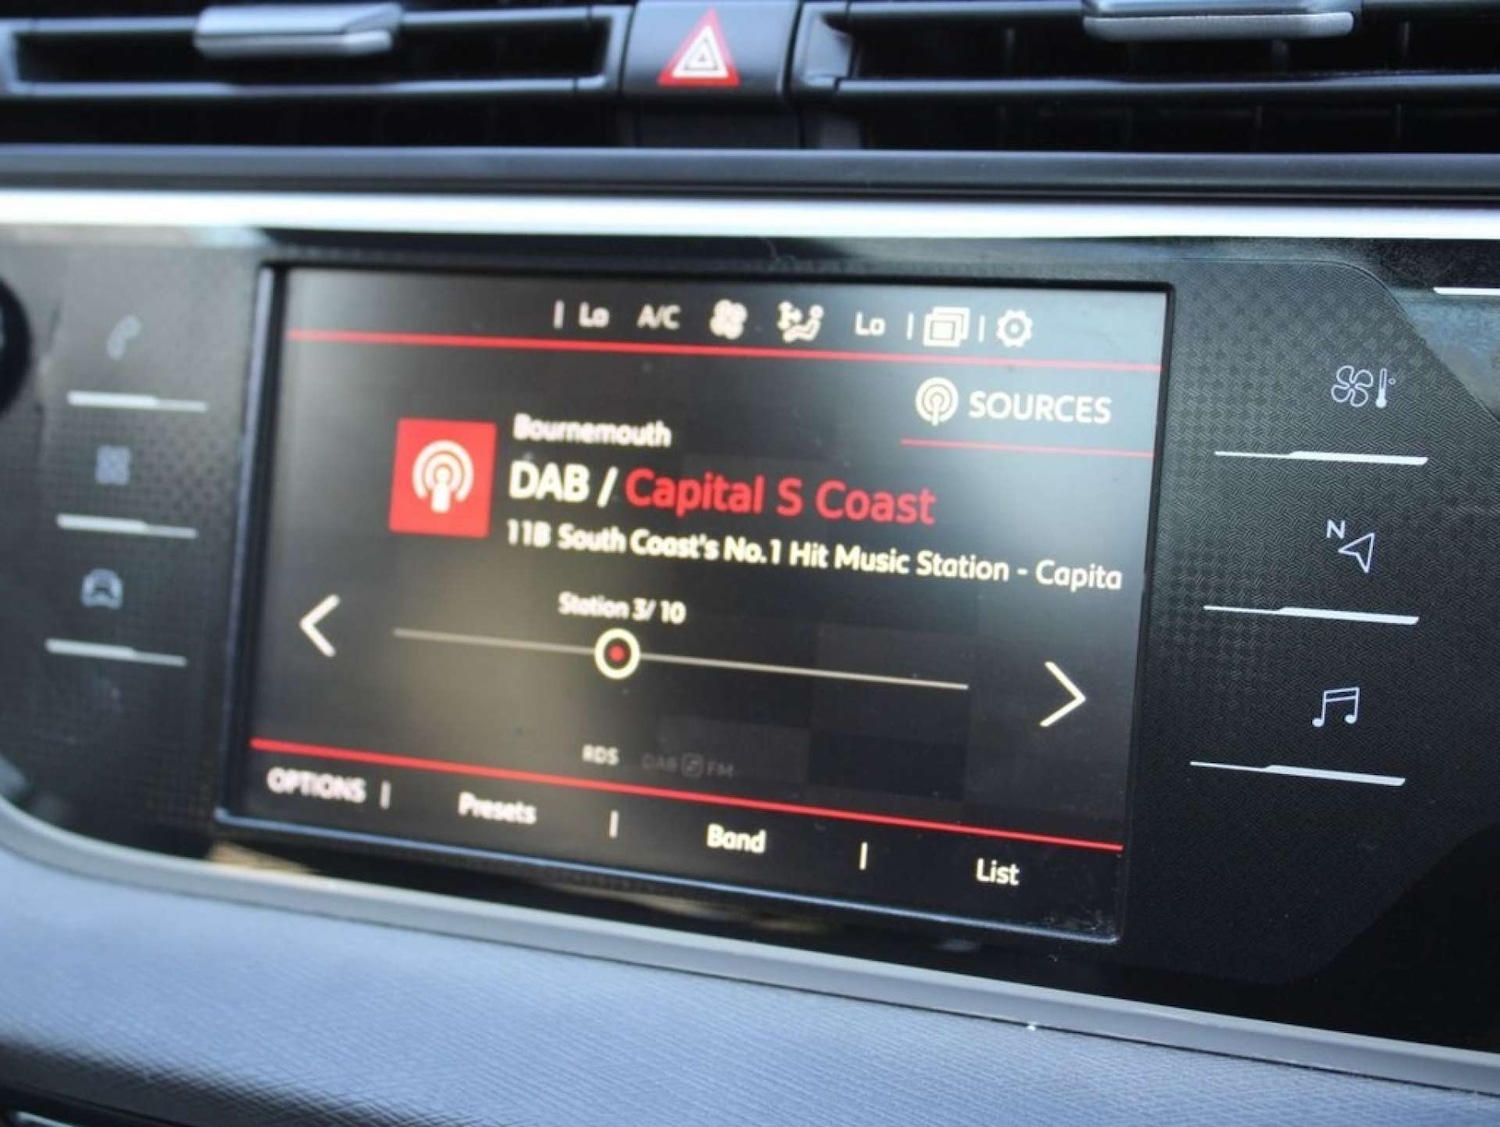 | Lo A/C Lo | |
SOURCES
Bournemouth
DAB / Capital S Coast
11B South Coast's No.1 Hit Music Station - Capita
Station 3/10
RDS DAB FM
OPTIONS | Presets | Band | List
N